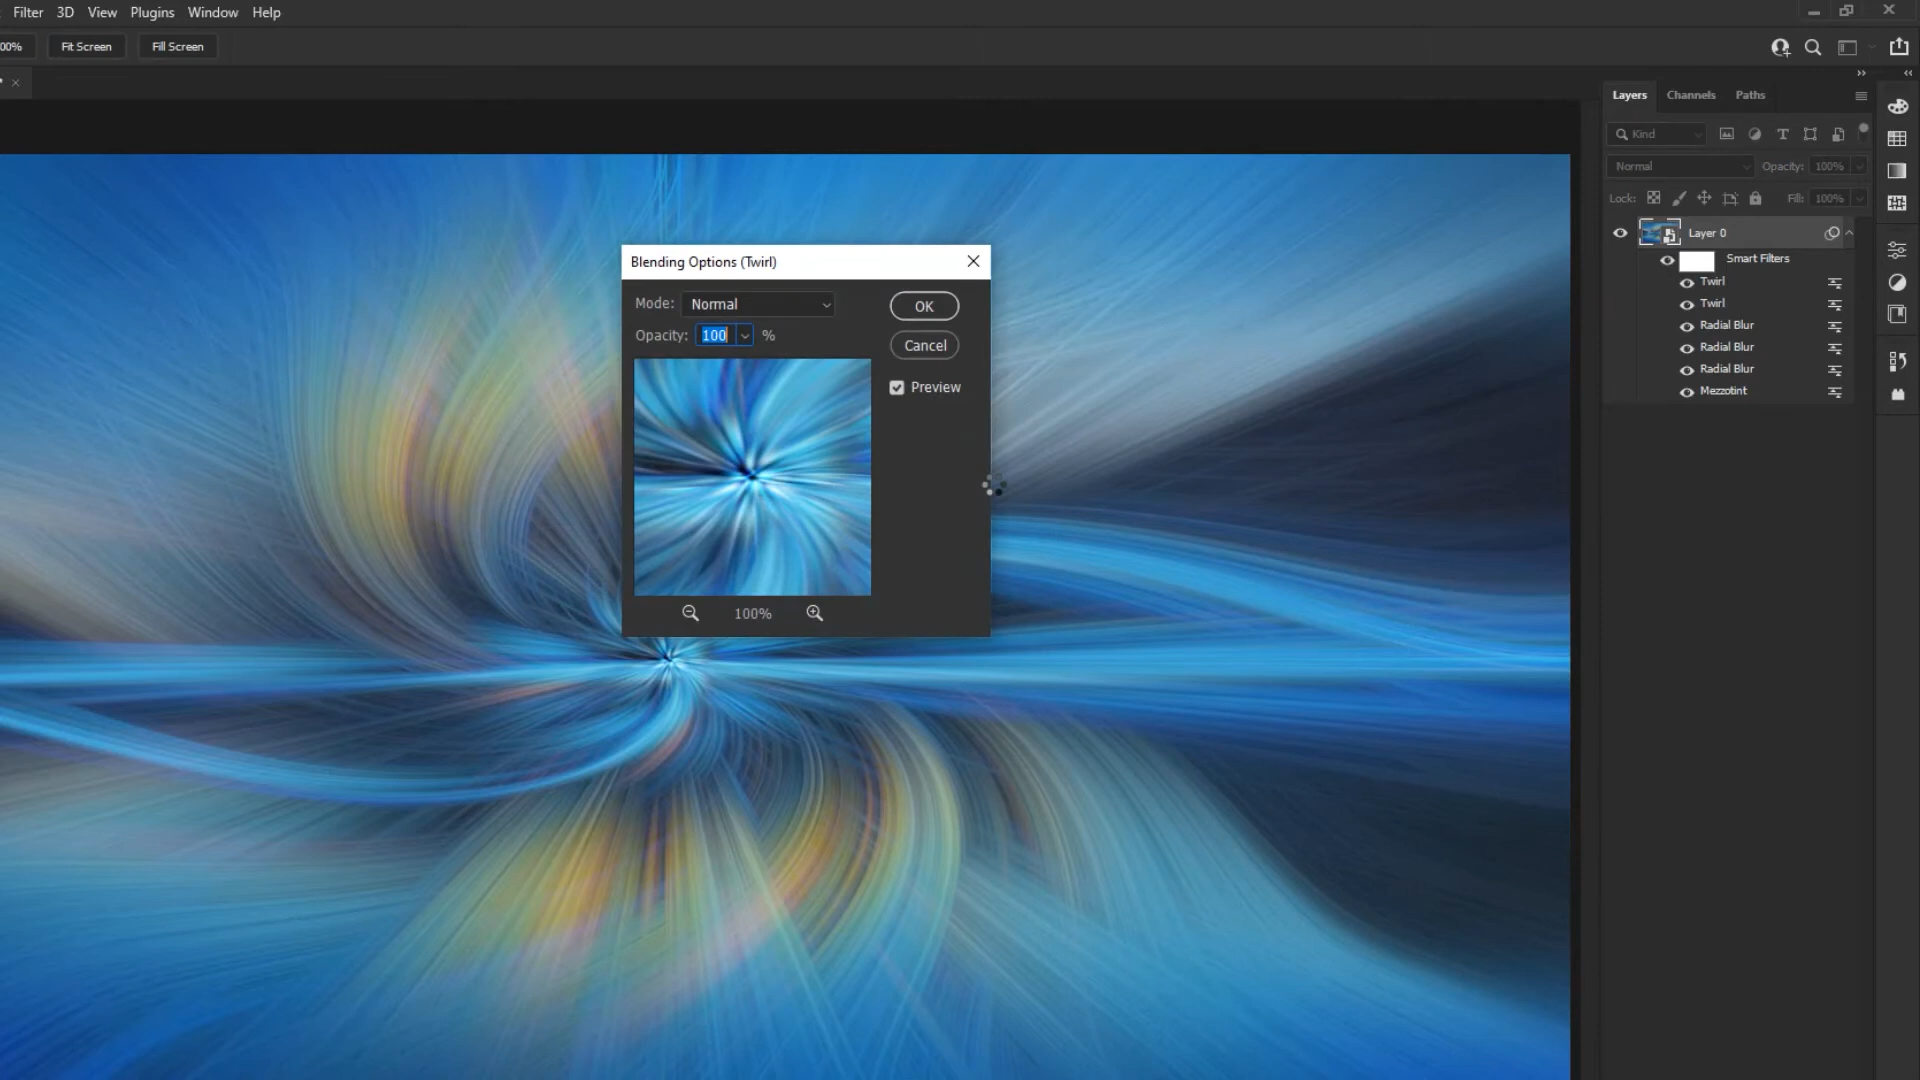 Filter 3D View Plugins Window Help
00% Fit Screen Fill Screen
Layers Channels Paths
Kind
Normal Opacity: 100%
Lock: Fill: 100%
Layer 0
Smart Filters
Twirl
Twirl
Radial Blur
Radial Blur
Radial Blur
Mezzotint
Blending Options (Twirl)
Mode: Normal OK
Opacity: 100 % Cancel
Preview
100%